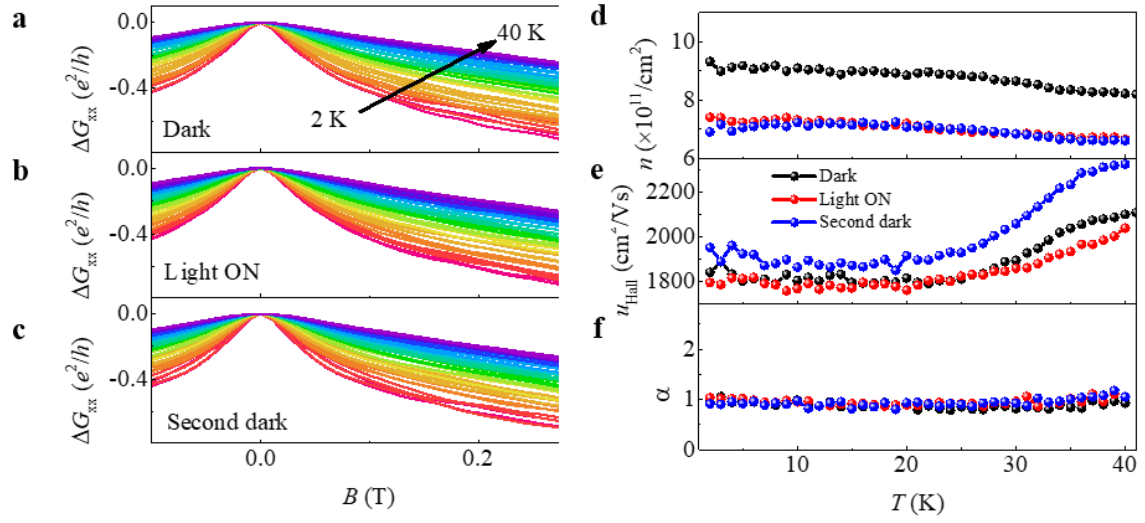 a
0.0
-0.4
ΔG_xx (e²/h)
40 K
2 K
Dark
b
0.0
-0.4
ΔG_xx (e²/h)
Light ON
c
0.0
-0.4
ΔG_xx (e²/h)
Second dark
0.0
0.2
B (T)
d
10
8
6
n (×10¹¹/cm²)
e
2200
2000
1800
u_Hall (cm²/Vs)
Dark
Light ON
Second dark
f
2
1
0
α
10
20
30
40
T (K)